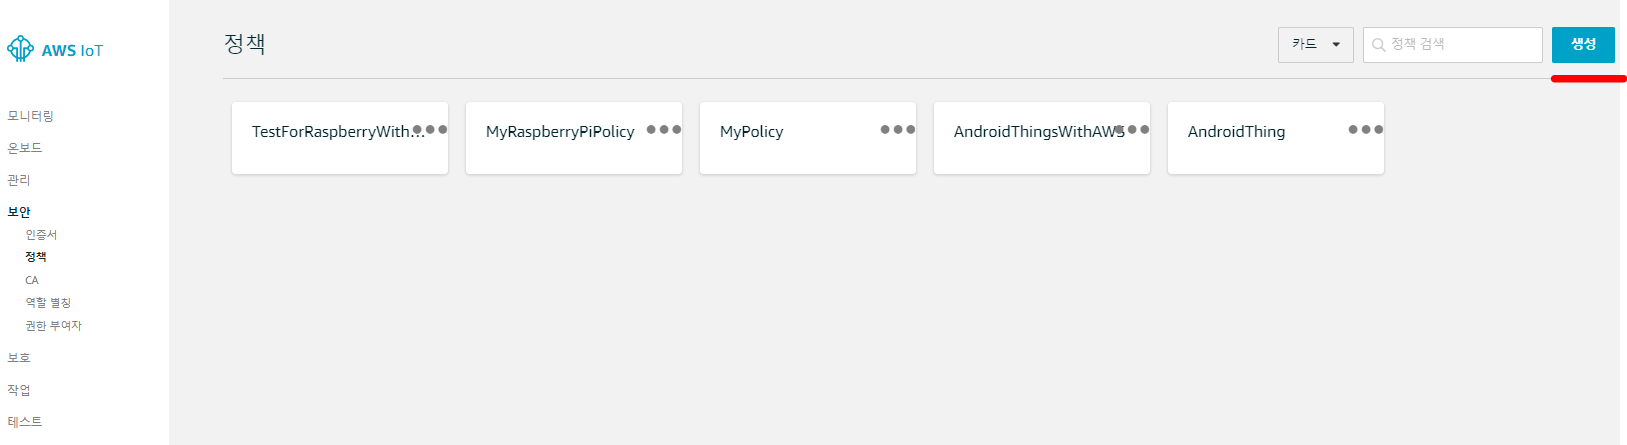 AWS IoT
모니터링
온보드
관리
보안
인증서
정책
CA
역할 별칭
권한 부여자
보호
작업
테스트
정책
카드
정책 검색
생성
TestForRaspberryWith...
MyRaspberryPiPolicy
MyPolicy
AndroidThingsWithAWS
AndroidThing